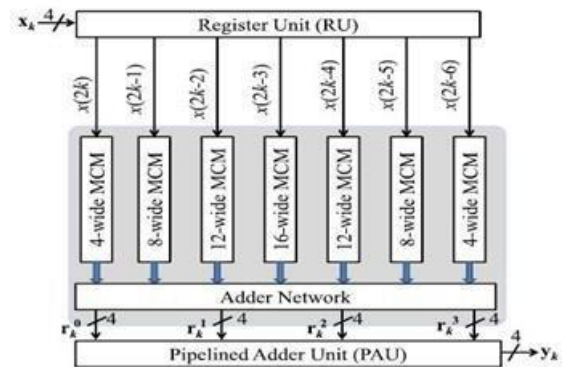 x_k 4 Register Unit (RU)
x(2k) x(2k-1) x(2k-2) x(2k-3) x(2k-4) x(2k-5) x(2k-6)
4-wide MCM 8-wide MCM 12-wide MCM 16-wide MCM 12-wide MCM 8-wide MCM 4-wide MCM
Adder Network
r_k^0 4 r_k^1 4 r_k^2 4 r_k^3 4
Pipelined Adder Unit (PAU) 4 y_k